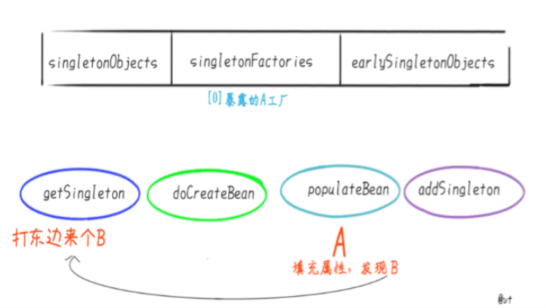 singletonObjects singletonFactories earlySingletonObjects
[0]暴露的A工厂
getSingleton doCreateBean populateBean addSingleton
打东边来个B
A
填充属性，发现B